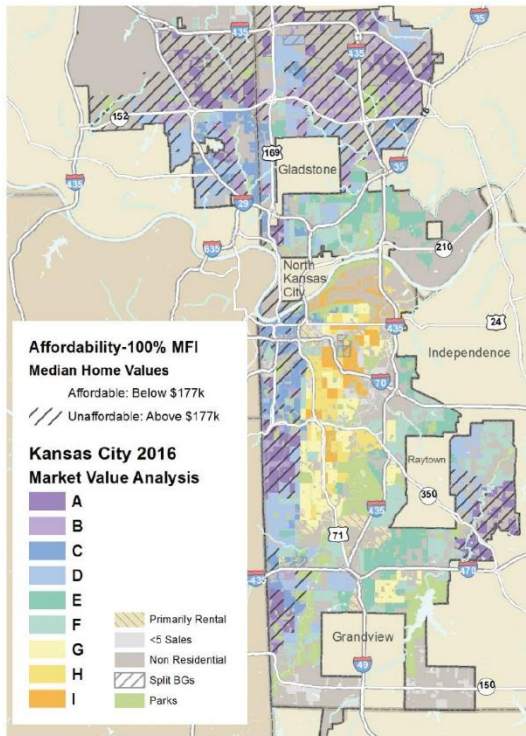 35
435
435
152
169
Gladstone
35
435
29
210
635
North
Kansas
City
24
435
Independence
70
Raytown
350
435
71
435
470
Grandview
49
150
Affordability-100% MFI
Median Home Values
Affordable: Below $177k
Unaffordable: Above $177k
Kansas City 2016
Market Value Analysis
A
B
C
D
E
F
G
H
I
Primarily Rental
<5 Sales
Non Residential
Split BGs
Parks